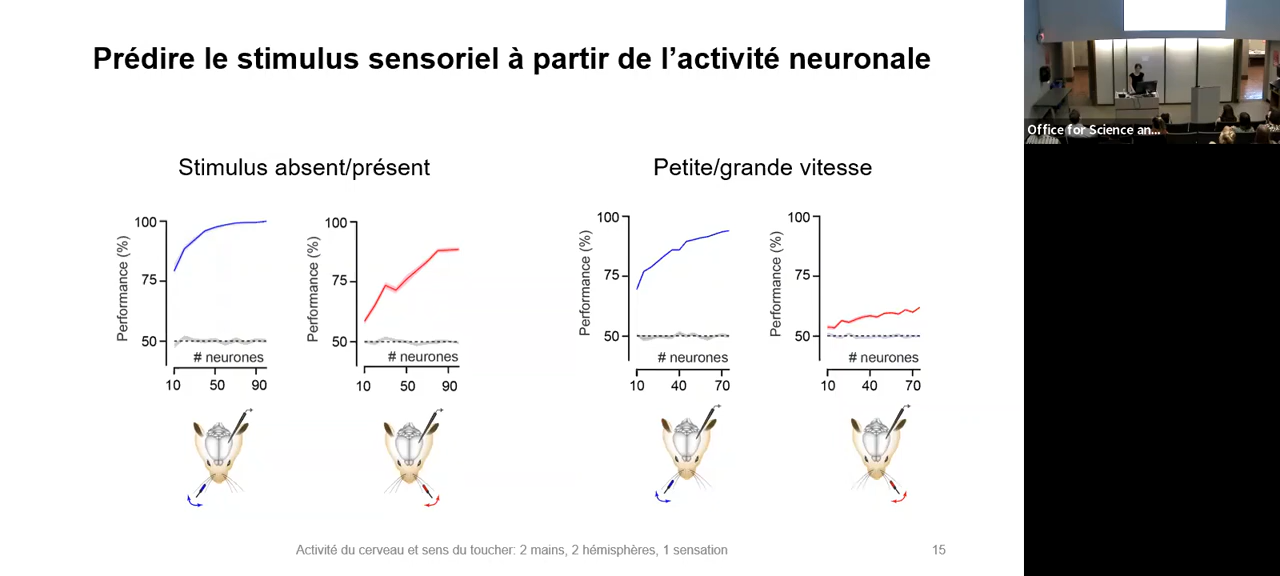 Prédire le stimulus sensoriel à partir de l’activité neuronale
Office for Science an...
Stimulus absent/présent
Petite/grande vitesse
Performance (%)
100
75
50
# neurones
10 50 90
Performance (%)
100
75
50
# neurones
10 50 90
Performance (%)
100
75
50
# neurones
10 40 70
Performance (%)
100
75
50
# neurones
10 40 70
Activité du cerveau et sens du toucher: 2 mains, 2 hémisphères, 1 sensation
15